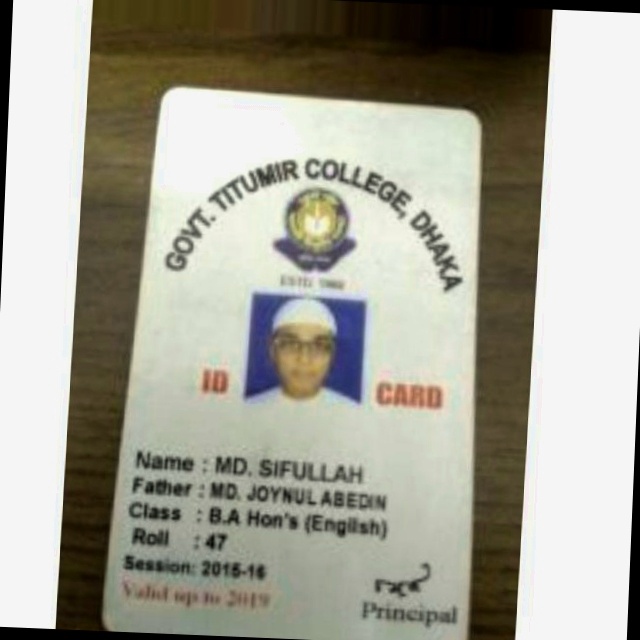 GOVT. TITUMIR COLLEGE, DHAKA
ESTD.
ID CARD
Name : MD. SIFULLAH
Father : MD. JOYNUL ABEDIN
Class : B.A Hon's (English)
Roll : 47
Session: 2015-16
Valid up to 2019
Principal